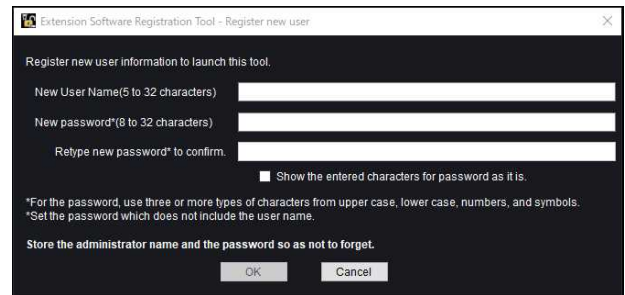 Extension Software Registration Tool - Register new user
Register new user information to launch this tool.
New User Name(5 to 32 characters)
New password*(8 to 32 characters)
Retype new password* to confirm.
Show the entered characters for password as it is.
*For the password, use three or more types of characters from upper case, lower case, numbers, and symbols.
*Set the password which does not include the user name.
Store the administrator name and the password so as not to forget.
OK Cancel